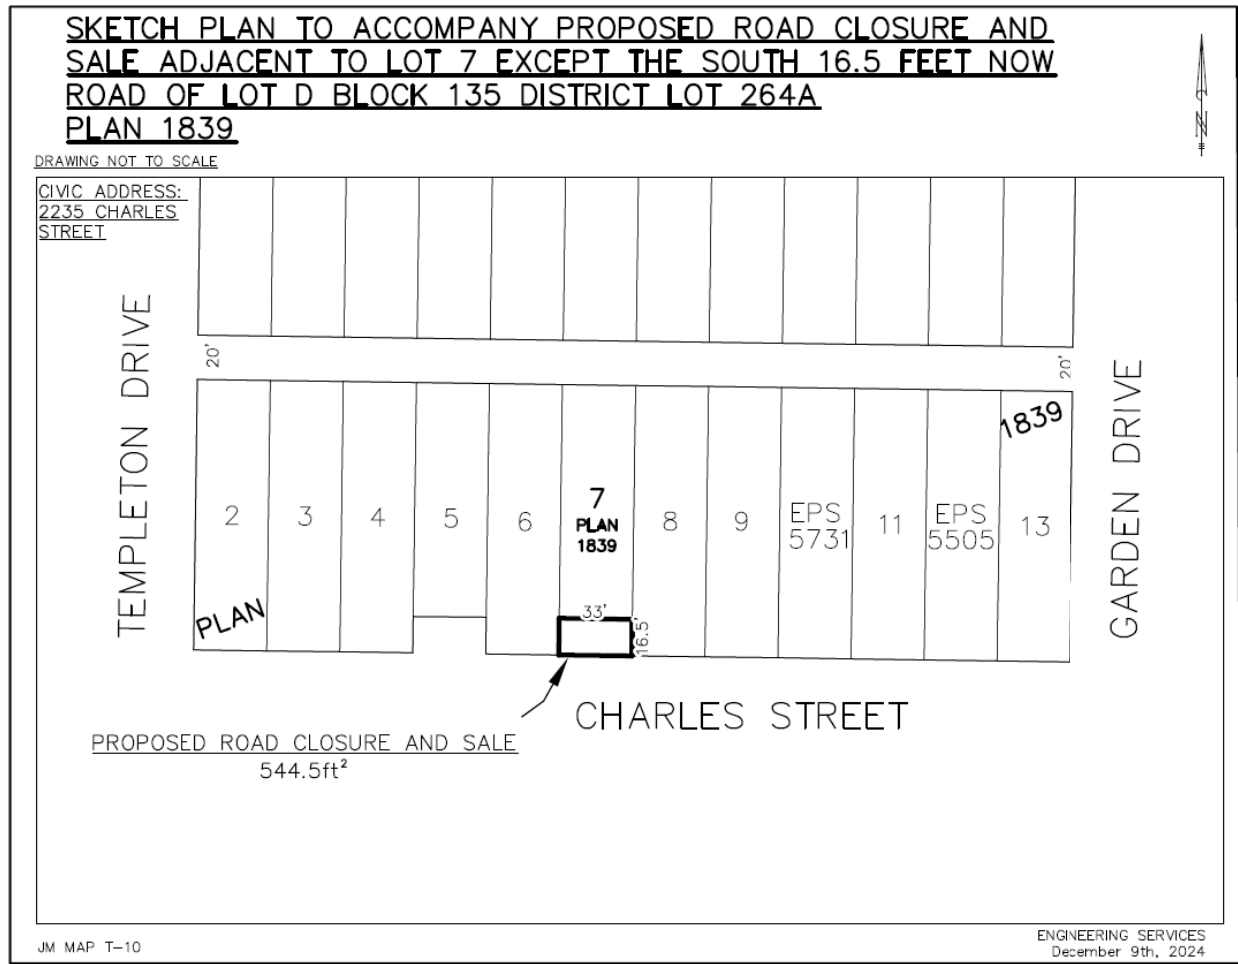 SKETCH PLAN TO ACCOMPANY PROPOSED ROAD CLOSURE AND
SALE ADJACENT TO LOT 7 EXCEPT THE SOUTH 16.5 FEET NOW
ROAD OF LOT D BLOCK 135 DISTRICT LOT 264A
PLAN 1839
N
DRAWING NOT TO SCALE
CIVIC ADDRESS:
2235 CHARLES
STREET
TEMPLETON DRIVE
20'
20'
GARDEN DRIVE
1839
2
3
4
5
6
7
PLAN
1839
8
9
EPS
5731
11
EPS
5505
13
PLAN
33'
16.5'
CHARLES STREET
PROPOSED ROAD CLOSURE AND SALE
544.5ft²
JM MAP T-10
ENGINEERING SERVICES
December 9th, 2024